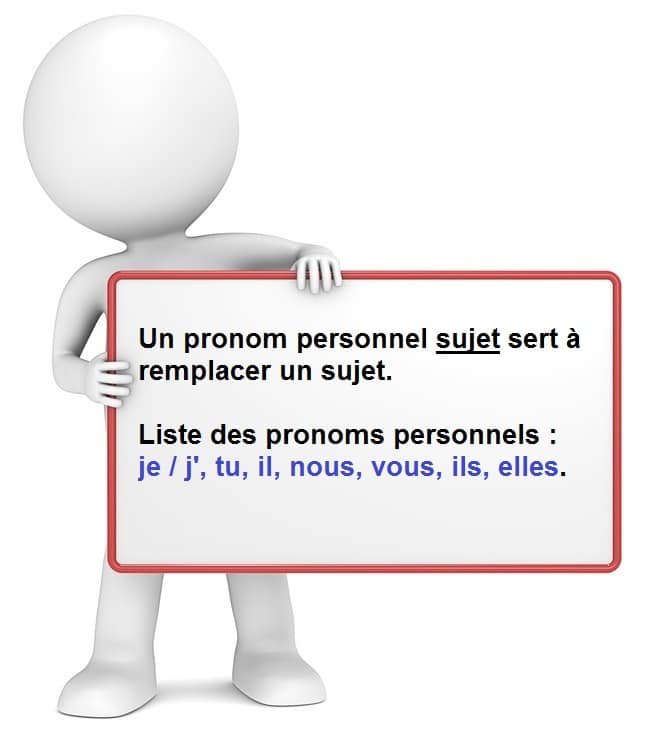 Un pronom personnel sujet sert à
remplacer un sujet.
Liste des pronoms personnels :
je / j', tu, il, nous, vous, ils, elles.